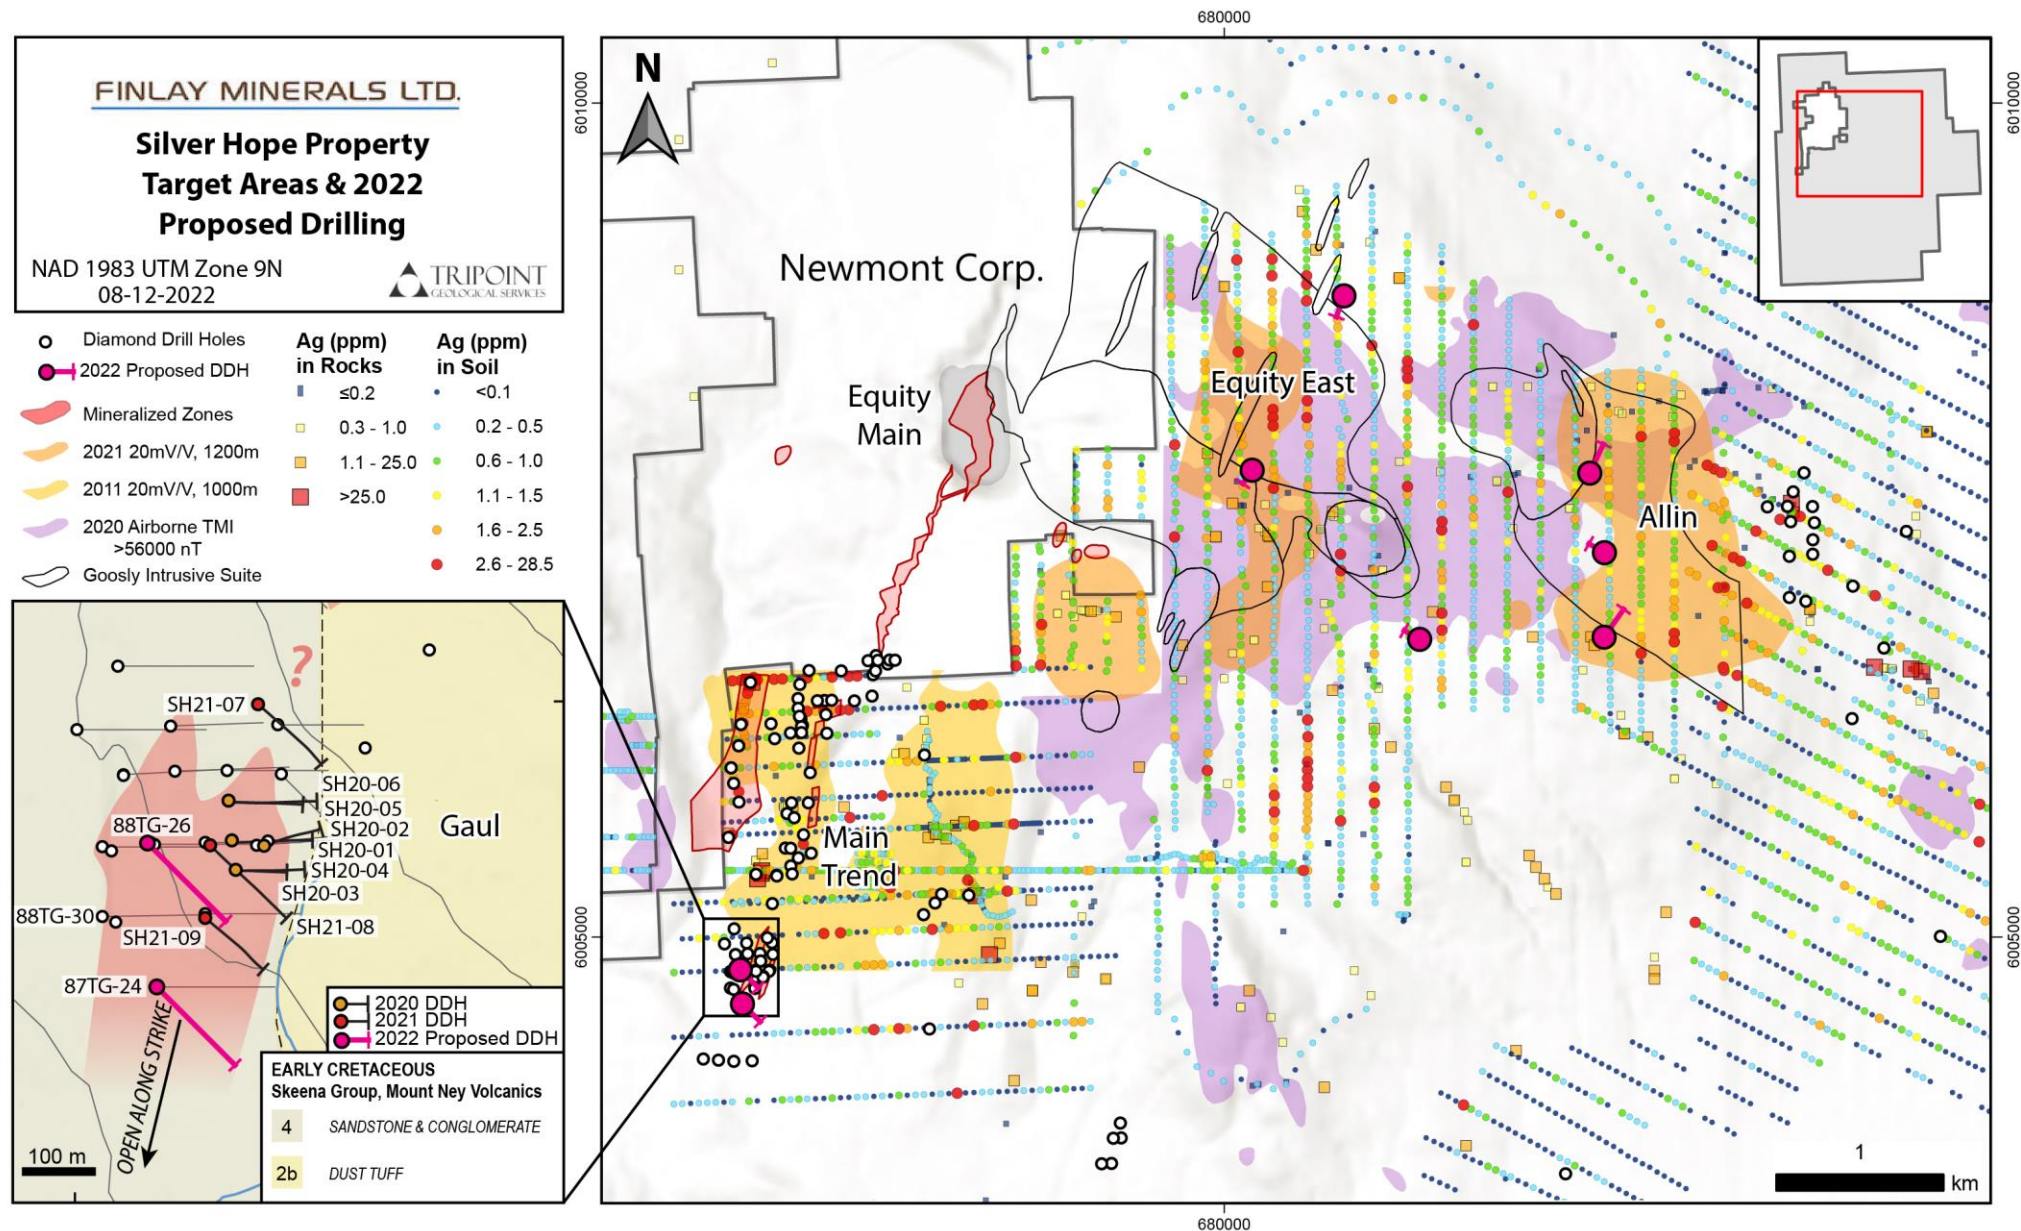 FINLAY MINERALS LTD.
Silver Hope Property
Target Areas & 2022
Proposed Drilling
NAD 1983 UTM Zone 9N
08-12-2022
TRIPOINT
GEOLOGICAL SERVICES
Diamond Drill Holes
2022 Proposed DDH
Mineralized Zones
2021 20mV/V, 1200m
2011 20mV/V, 1000m
2020 Airborne TMI
>56000 nT
Goosly Intrusive Suite
Ag (ppm)
in Rocks
≤0.2
0.3 - 1.0
1.1 - 25.0
>25.0
Ag (ppm)
in Soil
<0.1
0.2 - 0.5
0.6 - 1.0
1.1 - 1.5
1.6 - 2.5
2.6 - 28.5
?
SH21-07
SH20-06
SH20-05
SH20-02
SH20-01
SH20-04
SH20-03
SH21-08
88TG-26
88TG-30
SH21-09
87TG-24
Gaul
OPEN ALONG STRIKE
100 m
2020 DDH
2021 DDH
2022 Proposed DDH
EARLY CRETACEOUS
Skeena Group, Mount Ney Volcanics
4 SANDSTONE & CONGLOMERATE
2b DUST TUFF
680000
6010000
6010000
N
Newmont Corp.
Equity
Main
Equity East
Allin
Main
Trend
6005000
6005000
1
km
680000